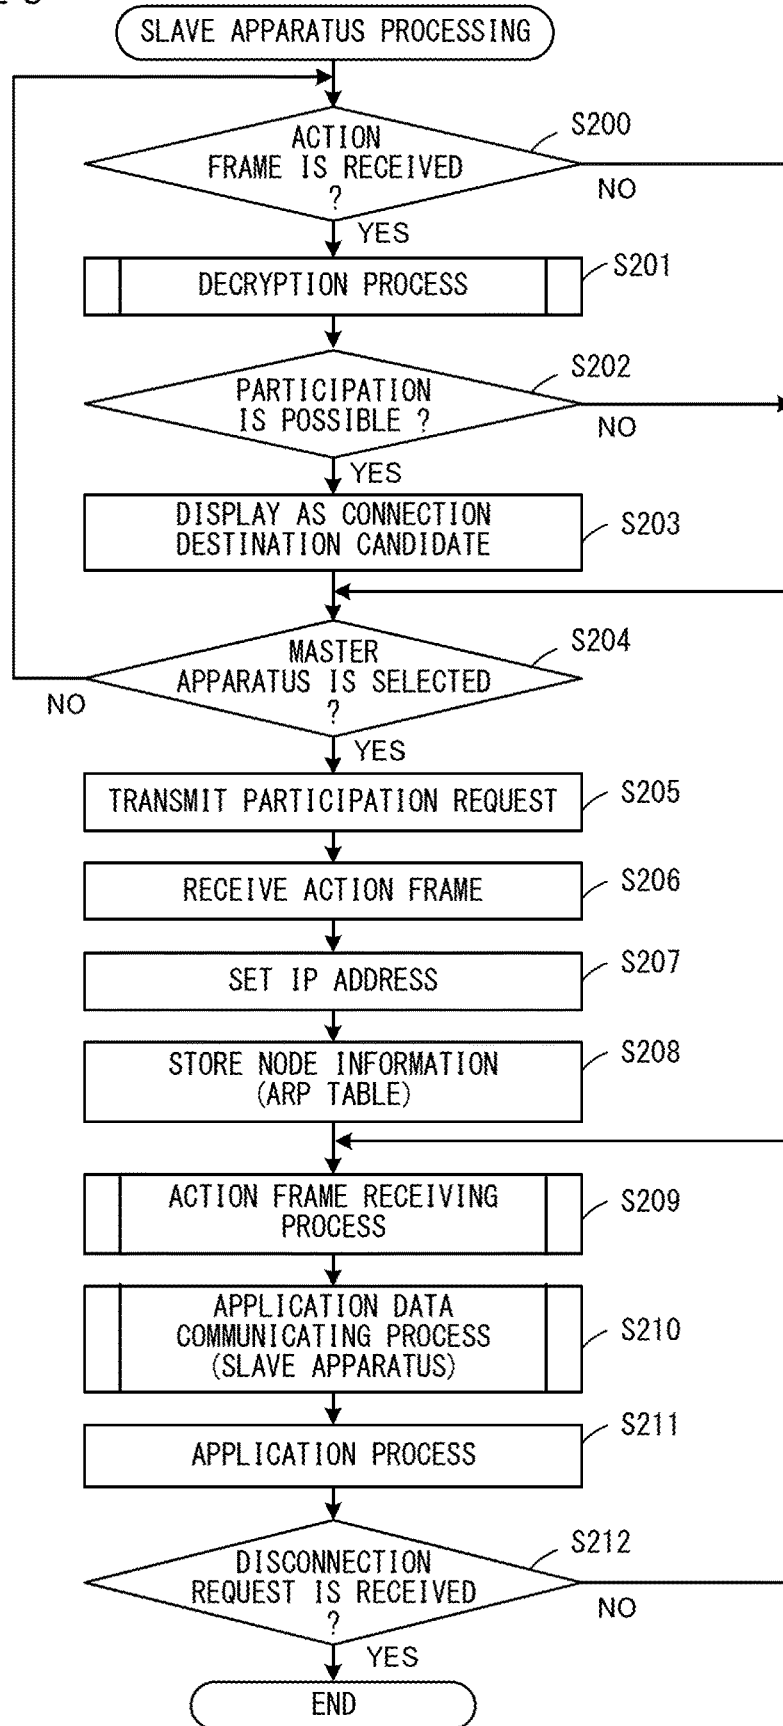 SLAVE APPARATUS PROCESSING
ACTION
FRAME IS RECEIVED
?
S200
NO
YES
DECRYPTION PROCESS
S201
PARTICIPATION
IS POSSIBLE ?
S202
NO
YES
DISPLAY AS CONNECTION
DESTINATION CANDIDATE
S203
MASTER
APPARATUS IS SELECTED
?
S204
NO
YES
TRANSMIT PARTICIPATION REQUEST
S205
RECEIVE ACTION FRAME
S206
SET IP ADDRESS
S207
STORE NODE INFORMATION
(ARP TABLE)
S208
ACTION FRAME RECEIVING
PROCESS
S209
APPLICATION DATA
COMMUNICATING PROCESS
(SLAVE APPARATUS)
S210
APPLICATION PROCESS
S211
DISCONNECTION
REQUEST IS RECEIVED
?
S212
NO
YES
END